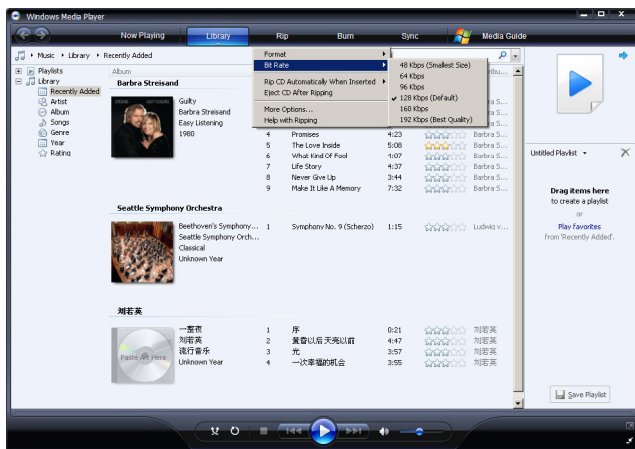 Windows Media Player
Now Playing Library Rip Burn Sync Media Guide
Music Library Recently Added
Format
Bit Rate
Rip CD Automatically When Inserted
Eject CD After Ripping
More Options...
Help with Ripping
48 Kbps (Smallest Size)
64 Kbps
96 Kbps
128 Kbps (Default)
160 Kbps
192 Kbps (Best Quality)
Playlists
Library
Recently Added
Artist
Album
Songs
Genre
Year
Rating
Album
Barbra Streisand
Guilty
Barbra Streisand
Easy Listening
1980
4 Promises 4:23 Barbra S...
5 The Love Inside 5:08 Barbra S...
6 What Kind Of Fool 4:07 Barbra S...
7 Life Story 4:37 Barbra S...
8 Never Give Up 3:44 Barbra S...
9 Make It Like A Memory 7:32 Barbra S...
Seattle Symphony Orchestra
Beethoven's Symphony... 1 Symphony No. 9 (Scherzo) 1:15 Ludwig v...
Seattle Symphony Orch...
Classical
Unknown Year
刘若英
一整夜 1 序 0:21 刘若英
刘若英 2 黄昏以后天亮以前 4:47 刘若英
流行音乐 3 光 3:57 刘若英
Unknown Year 4 一次幸福的机会 3:55 刘若英
Paste Art Here
Untitled Playlist
Drag items here
to create a playlist
or
Play favorites
from 'Recently Added'.
Save Playlist